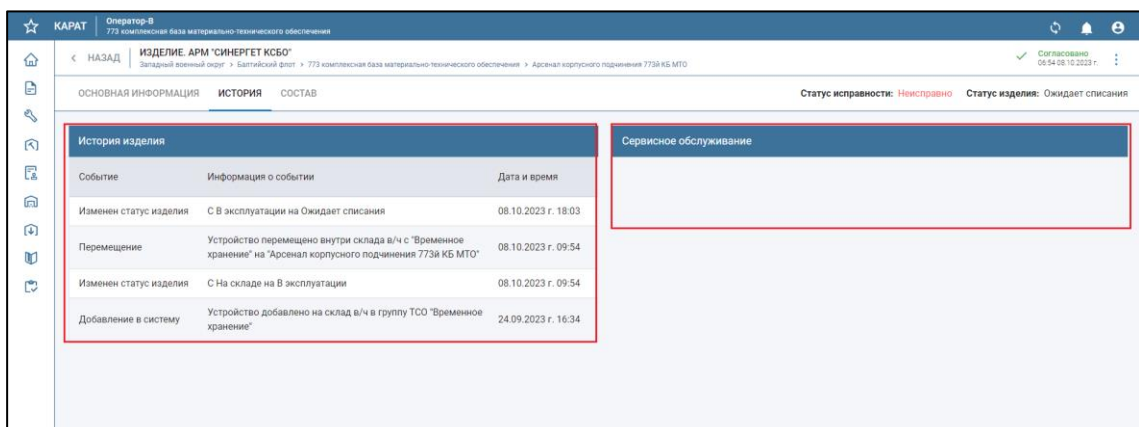 КАРАТ
Оператор-В
773 комплексная база материально-технического обеспечения
НАЗАД
ИЗДЕЛИЕ. АРМ "СИНЕРГЕТ КСБО"
Западный военный округ > Балтийский флот > 773 комплексная база материально-технического обеспечения > Арсенал корпусного подчинения 773й КБ МТО
Согласовано
06:54 08.10.2023 г.
ОСНОВНАЯ ИНФОРМАЦИЯ ИСТОРИЯ СОСТАВ
Статус исправности: Неисправно Статус изделия: Ожидает списания
История изделия
Событие Информация о событии Дата и время
Изменен статус изделия С В эксплуатации на Ожидает списания 08.10.2023 г. 18:03
Перемещение Устройство перемещено внутри склада в/ч с "Временное
хранение" на "Арсенал корпусного подчинения 773й КБ МТО" 08.10.2023 г. 09:54
Изменен статус изделия С На складе на В эксплуатации 08.10.2023 г. 09:54
Добавление в систему Устройство добавлено на склад в/ч в группу ТСО "Временное
хранение" 24.09.2023 г. 16:34
Сервисное обслуживание